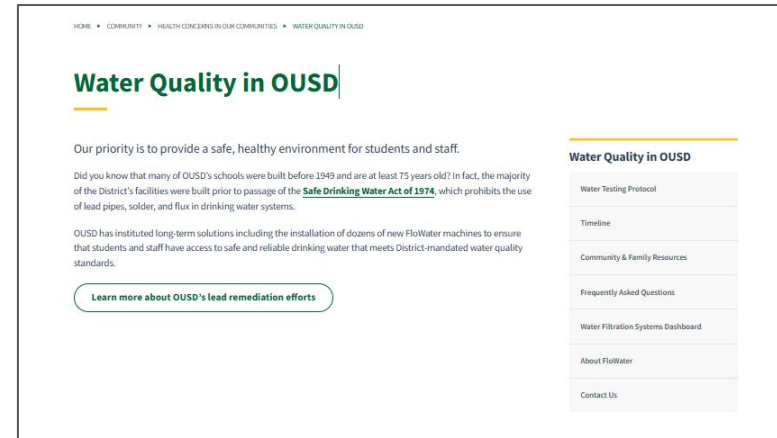 HOME ▸ COMMUNITY ▸ HEALTH CONCERNS IN OUR COMMUNITIES ▸ WATER QUALITY IN OUSD
Water Quality in OUSD
Our priority is to provide a safe, healthy environment for students and staff.
Did you know that many of OUSD's schools were built before 1949 and are at least 75 years old? In fact, the majority
of the District's facilities were built prior to passage of the Safe Drinking Water Act of 1974, which prohibits the use
of lead pipes, solder, and flux in drinking water systems.
OUSD has instituted long-term solutions including the installation of dozens of new FloWater machines to ensure
that students and staff have access to safe and reliable drinking water that meets District-mandated water quality
standards.
Learn more about OUSD's lead remediation efforts
Water Quality in OUSD
Water Testing Protocol
Timeline
Community & Family Resources
Frequently Asked Questions
Water Filtration Systems Dashboard
About FloWater
Contact Us